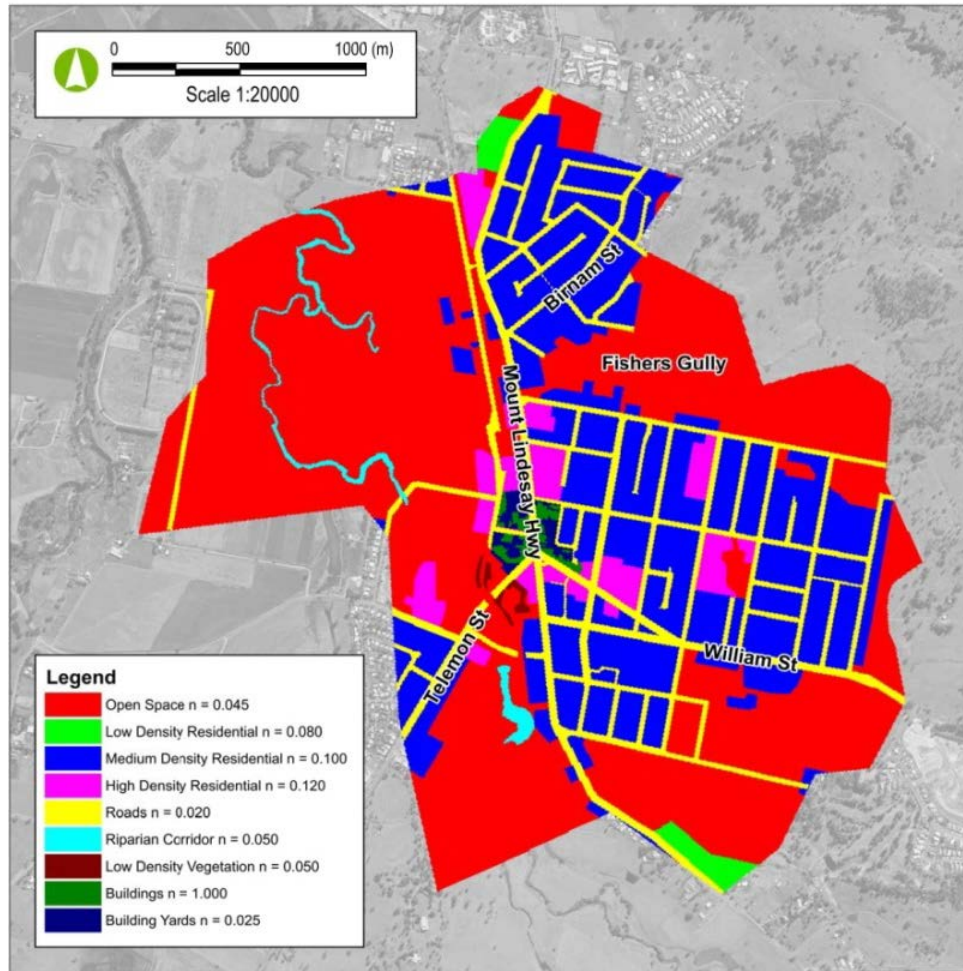 0 500 1000 (m)
Scale 1:20000
Birnam St
Fishers Gully
Mount Lindesay Hwy
Telemon St
William St
Legend
Open Space n = 0.045
Low Density Residential n = 0.080
Medium Density Residential n = 0.100
High Density Residential n = 0.120
Roads n = 0.020
Riparian Corridor n = 0.050
Low Density Vegetation n = 0.050
Buildings n = 1.000
Building Yards n = 0.025